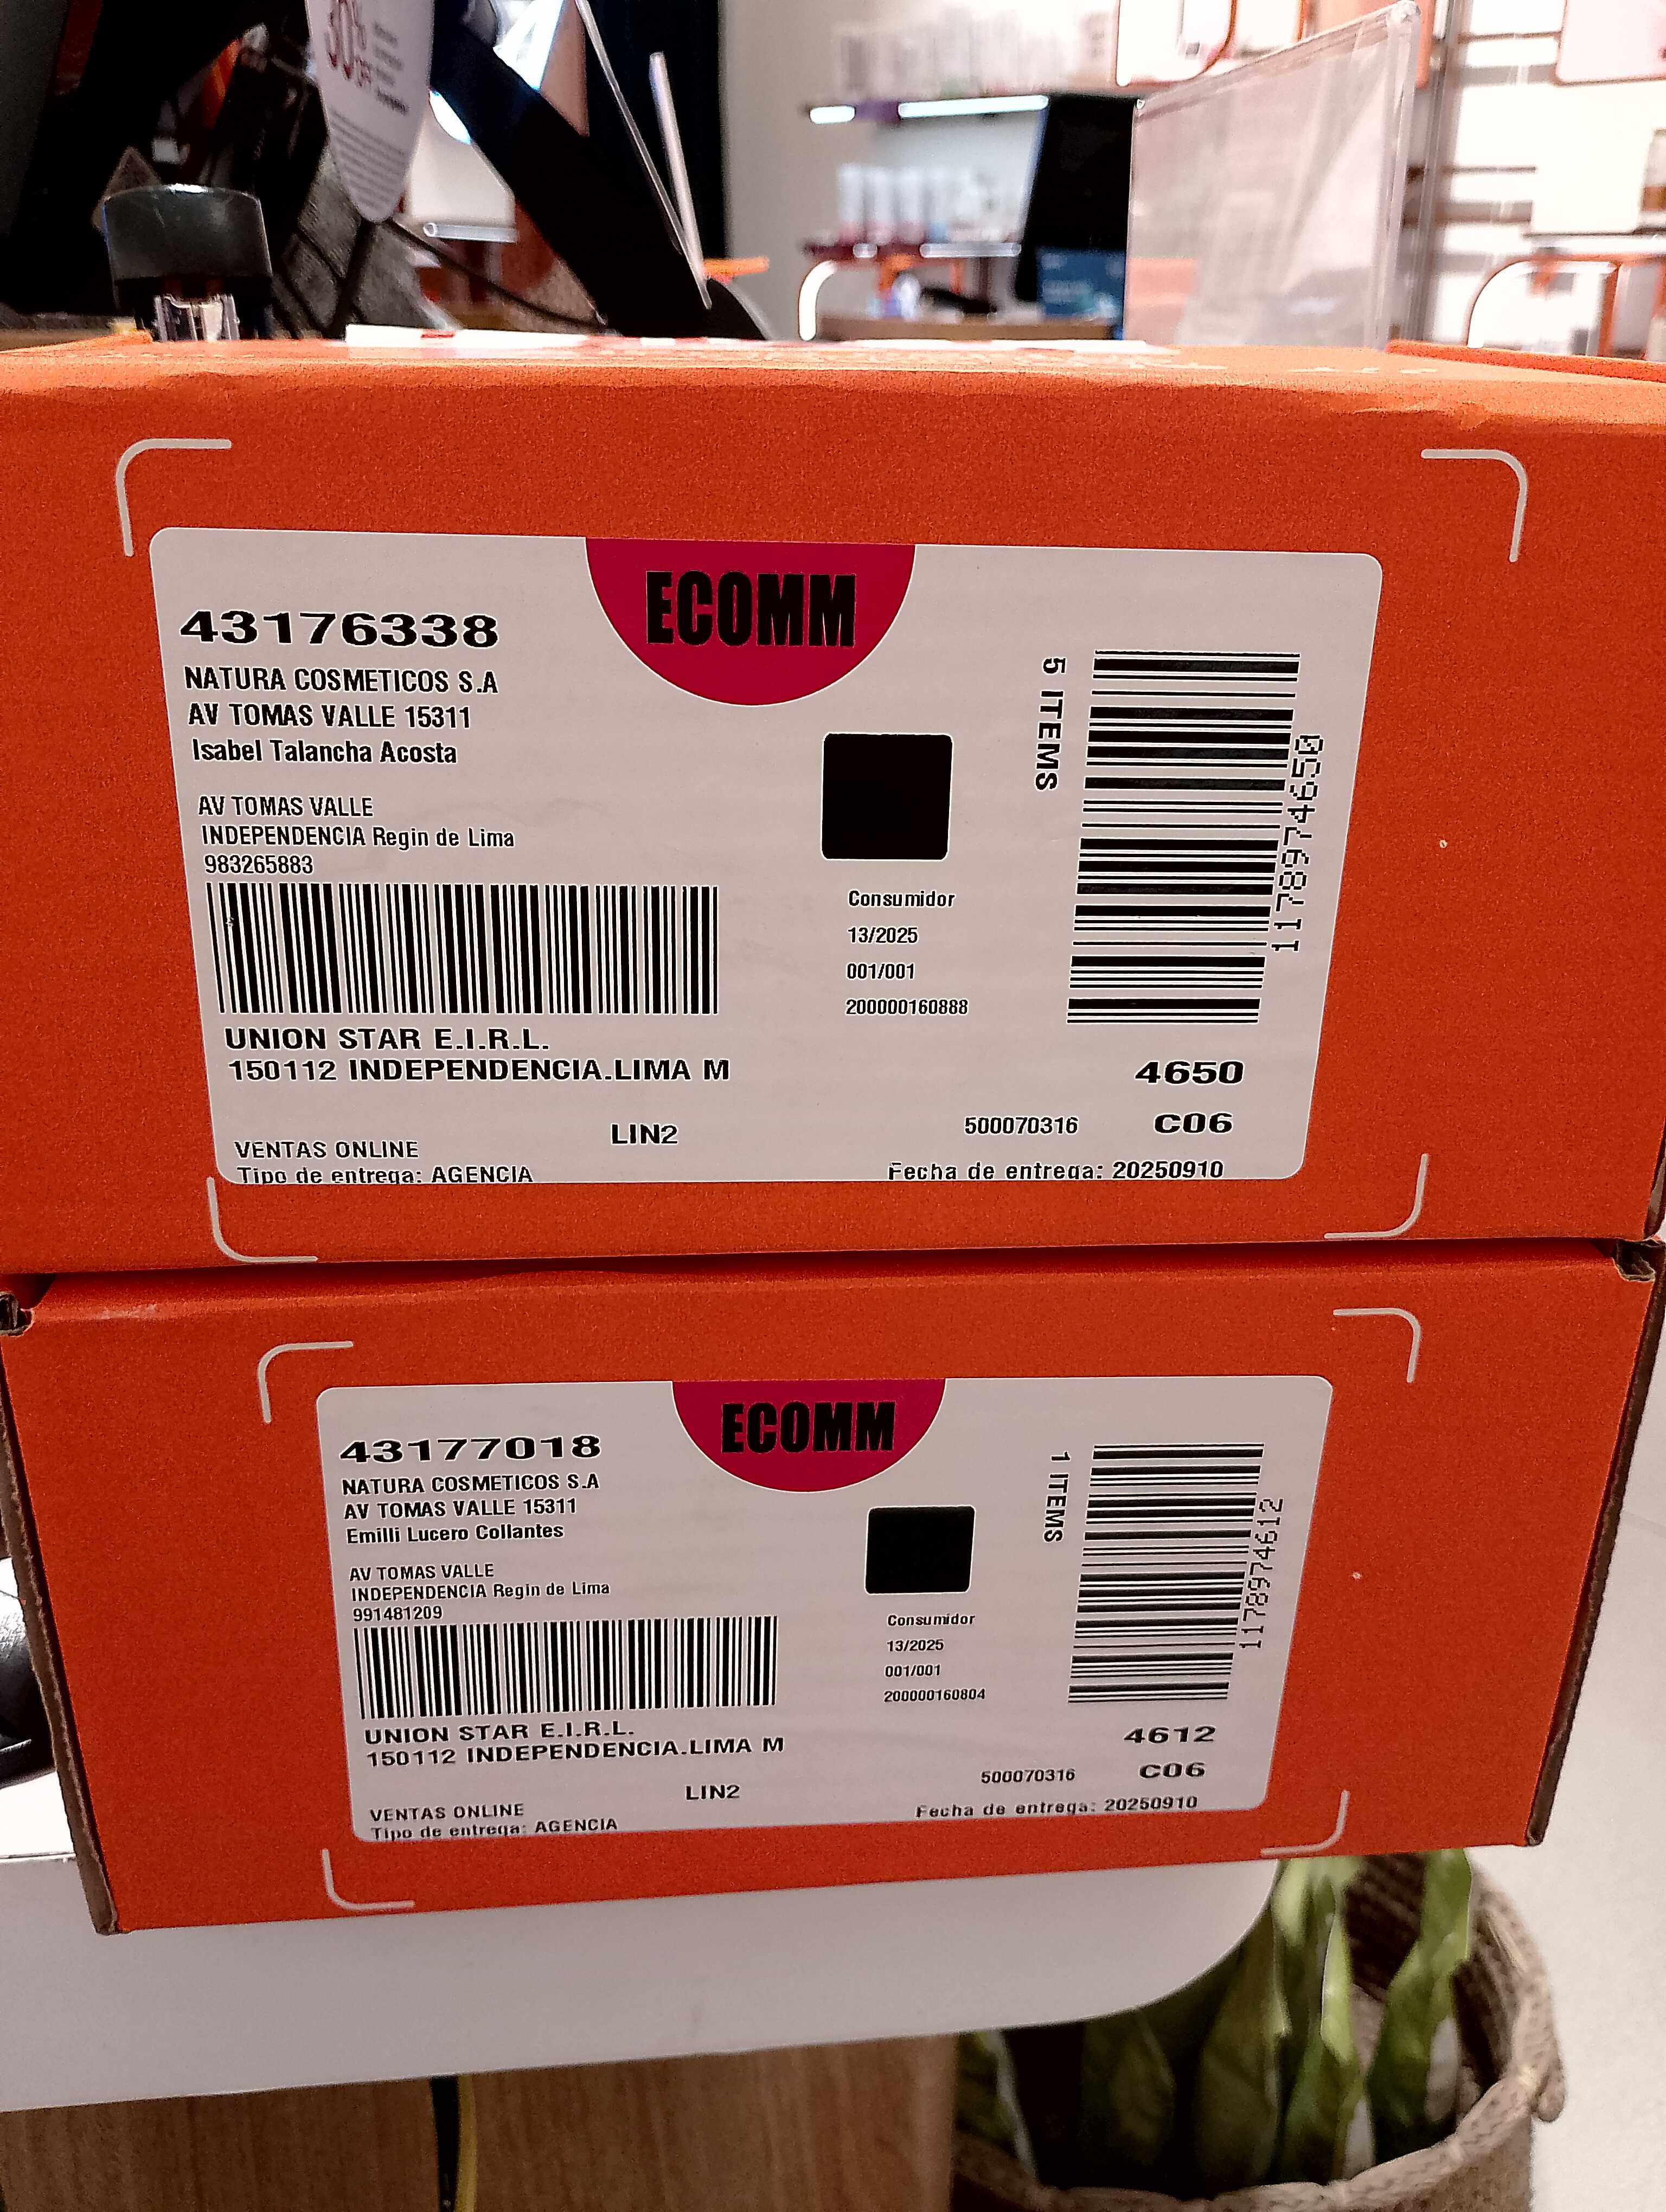 30%
OFF
ECOMM
43176338
NATURA COSMETICOS S.A
AV TOMAS VALLE 15311
Isabel Talancha Acosta
AV TOMAS VALLE
INDEPENDENCIA Regin de Lima
983265883
UNION STAR E.I.R.L.
150112 INDEPENDENCIA.LIMA M
LIN2
VENTAS ONLINE
Tipo de entrega: AGENCIA
Consumidor
13/2025
001/001
200000160888
5 ITEMS
1178974650
4650
500070316 C06
Fecha de entrega: 20250910
ECOMM
43177018
NATURA COSMETICOS S.A
AV TOMAS VALLE 15311
Emilli Lucero Collantes
AV TOMAS VALLE
INDEPENDENCIA Regin de Lima
991481209
UNION STAR E.I.R.L.
150112 INDEPENDENCIA.LIMA M
LIN2
VENTAS ONLINE
Tipo de entrega: AGENCIA
Consumidor
13/2025
001/001
200000160804
1 ITEMS
1178974612
4612
500070316 C06
Fecha de entrega: 20250910